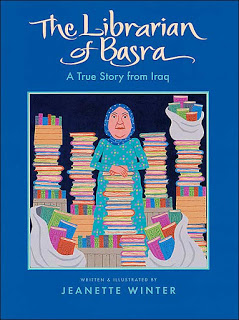 The Librarian
of Basra
A True Story from Iraq
WRITTEN & ILLUSTRATED BY
JEANETTE WINTER